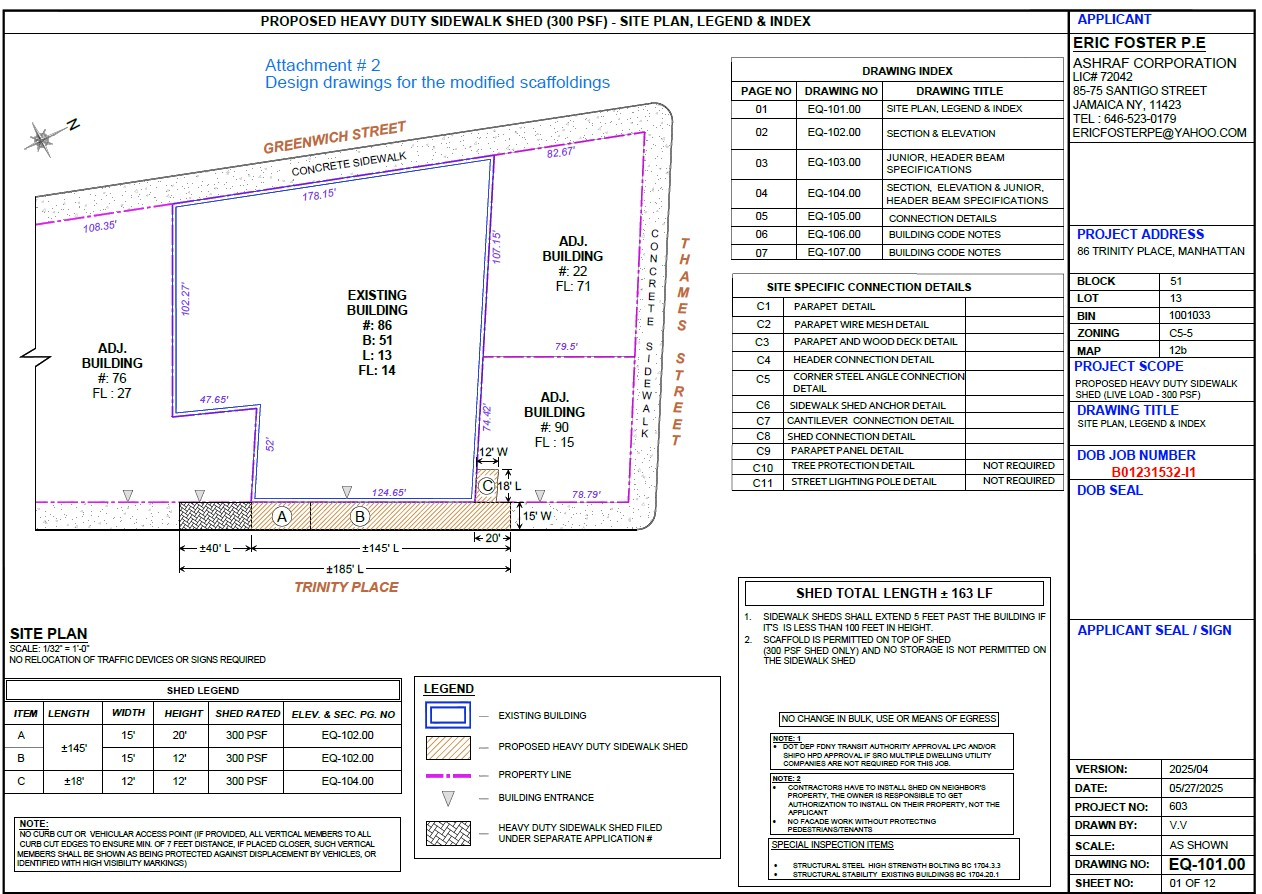 PROPOSED HEAVY DUTY SIDEWALK SHED (300 PSF) - SITE PLAN, LEGEND & INDEX
Attachment # 2
Design drawings for the modified scaffoldings
N
GREENWICH STREET
CONCRETE SIDEWALK
178.15'
82.67'
108.35'
102.27'
107.15'
EXISTING
BUILDING
#: 86
B: 51
L: 13
FL: 14
ADJ.
BUILDING
#: 22
FL: 71
CONCRETE SIDEWALK
THAMES STREET
79.5'
ADJ.
BUILDING
#: 76
FL : 27
47.65'
52'
74.42'
ADJ.
BUILDING
#: 90
FL : 15
12' W
C
18' L
124.65'
78.79'
A
B
15' W
20'
±40' L
±145' L
±185' L
TRINITY PLACE
SITE PLAN
SCALE: 1/32" = 1'-0"
NO RELOCATION OF TRAFFIC DEVICES OR SIGNS REQUIRED
SHED LEGEND
ITEM LENGTH WIDTH HEIGHT SHED RATED ELEV. & SEC. PG. NO
A ±145' 15' 20' 300 PSF EQ-102.00
B 15' 12' 300 PSF EQ-102.00
C ±18' 12' 12' 300 PSF EQ-104.00
NOTE:
NO CURB CUT OR VEHICULAR ACCESS POINT (IF PROVIDED, ALL VERTICAL MEMBERS TO ALL
CURB CUT EDGES TO ENSURE MIN. OF 7 FEET DISTANCE, IF PLACED CLOSER, SUCH VERTICAL
MEMBERS SHALL BE SHOWN AS BEING PROTECTED AGAINST DISPLACEMENT BY VEHICLES, OR
IDENTIFIED WITH HIGH VISIBILITY MARKINGS)
LEGEND
EXISTING BUILDING
PROPOSED HEAVY DUTY SIDEWALK SHED
PROPERTY LINE
BUILDING ENTRANCE
HEAVY DUTY SIDEWALK SHED FILED
UNDER SEPARATE APPLICATION #
DRAWING INDEX
PAGE NO DRAWING NO DRAWING TITLE
01 EQ-101.00 SITE PLAN, LEGEND & INDEX
02 EQ-102.00 SECTION & ELEVATION
03 EQ-103.00 JUNIOR, HEADER BEAM
SPECIFICATIONS
04 EQ-104.00 SECTION, ELEVATION & JUNIOR,
HEADER BEAM SPECIFICATIONS
05 EQ-105.00 CONNECTION DETAILS
06 EQ-106.00 BUILDING CODE NOTES
07 EQ-107.00 BUILDING CODE NOTES
SITE SPECIFIC CONNECTION DETAILS
C1 PARAPET DETAIL
C2 PARAPET WIRE MESH DETAIL
C3 PARAPET AND WOOD DECK DETAIL
C4 HEADER CONNECTION DETAIL
C5 CORNER STEEL ANGLE CONNECTION
DETAIL
C6 SIDEWALK SHED ANCHOR DETAIL
C7 CANTILEVER CONNECTION DETAIL
C8 SHED CONNECTION DETAIL
C9 PARAPET PANEL DETAIL
C10 TREE PROTECTION DETAIL NOT REQUIRED
C11 STREET LIGHTING POLE DETAIL NOT REQUIRED
SHED TOTAL LENGTH ± 163 LF
1. SIDEWALK SHEDS SHALL EXTEND 5 FEET PAST THE BUILDING IF
IT'S IS LESS THAN 100 FEET IN HEIGHT.
2. SCAFFOLD IS PERMITTED ON TOP OF SHED
(300 PSF SHED ONLY) AND NO STORAGE IS NOT PERMITTED ON
THE SIDEWALK SHED
NO CHANGE IN BULK, USE OR MEANS OF EGRESS
NOTE: 1
• DOT DEP FDNY TRANSIT AUTHORITY APPROVAL LPC AND/OR
SHIPO HPD APPROVAL IF SRO MULTIPLE DWELLING UTILITY
COMPANIES ARE NOT REQUIRED FOR THIS JOB.
NOTE: 2
• CONTRACTORS HAVE TO INSTALL SHED ON NEIGHBOR'S
PROPERTY, THE OWNER IS RESPONSIBLE TO GET
AUTHORIZATION TO INSTALL ON THEIR PROPERTY, NOT THE
APPLICANT
• NO FACADE WORK WITHOUT PROTECTING
PEDESTRIANS/TENANTS
SPECIAL INSPECTION ITEMS
• STRUCTURAL STEEL HIGH STRENGTH BOLTING BC 1704.3.3
• STRUCTURAL STABILITY EXISTING BUILDINGS BC 1704.20.1
APPLICANT
ERIC FOSTER P.E
ASHRAF CORPORATION
LIC# 72042
85-75 SANTIGO STREET
JAMAICA NY, 11423
TEL : 646-523-0179
ERICFOSTERPE@YAHOO.COM
PROJECT ADDRESS
86 TRINITY PLACE, MANHATTAN
BLOCK 51
LOT 13
BIN 1001033
ZONING C5-5
MAP 12b
PROJECT SCOPE
PROPOSED HEAVY DUTY SIDEWALK
SHED (LIVE LOAD - 300 PSF)
DRAWING TITLE
SITE PLAN, LEGEND & INDEX
DOB JOB NUMBER
B01231532-I1
DOB SEAL
APPLICANT SEAL / SIGN
VERSION: 2025/04
DATE: 05/27/2025
PROJECT NO: 603
DRAWN BY: V.V
SCALE: AS SHOWN
DRAWING NO: EQ-101.00
SHEET NO: 01 OF 12